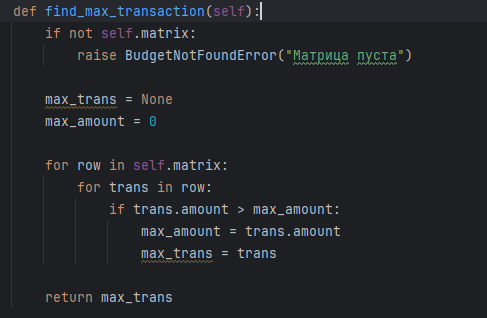 def find_max_transaction(self):
    if not self.matrix:
        raise BudgetNotFoundError("Матрица пуста")
    max_trans = None
    max_amount = 0
    for row in self.matrix:
        for trans in row:
            if trans.amount > max_amount:
                max_amount = trans.amount
                max_trans = trans
    return max_trans